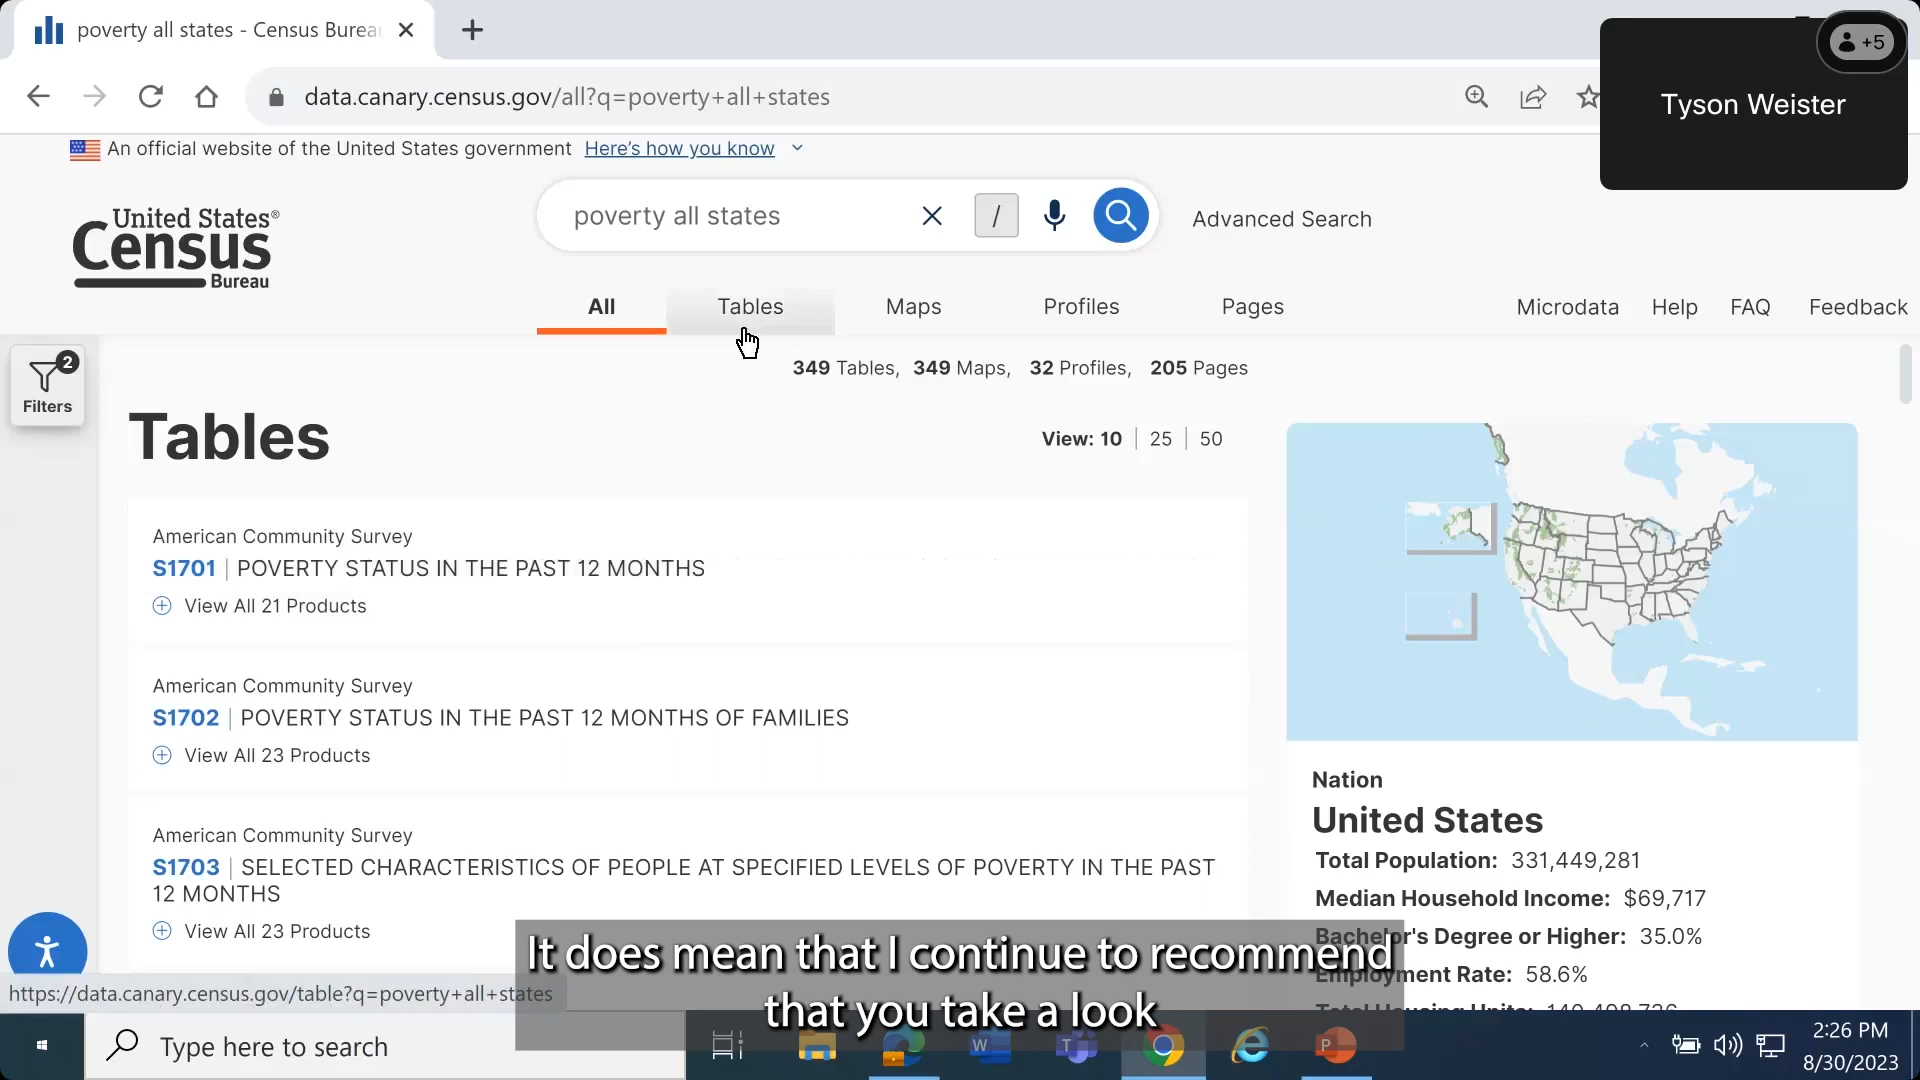 poverty all states - Census Burea
data.canary.census.gov/all?q=poverty+all+states
+5
Tyson Weister
An official website of the United States government Here's how you know
United States®
Census
Bureau
poverty all states
/
Advanced Search
All Tables Maps Profiles Pages
Microdata Help FAQ Feedback
2
Filters
349 Tables, 349 Maps, 32 Profiles, 205 Pages
Tables
View: 10 | 25 | 50
American Community Survey
S1701 | POVERTY STATUS IN THE PAST 12 MONTHS
View All 21 Products
American Community Survey
S1702 | POVERTY STATUS IN THE PAST 12 MONTHS OF FAMILIES
View All 23 Products
American Community Survey
S1703 | SELECTED CHARACTERISTICS OF PEOPLE AT SPECIFIED LEVELS OF POVERTY IN THE PAST
12 MONTHS
View All 23 Products
Nation
United States
Total Population: 331,449,281
Median Household Income: $69,717
Bachelor's Degree or Higher: 35.0%
Employment Rate: 58.6%
It does mean that I continue to recommend
that you take a look
https://data.canary.census.gov/table?q=poverty+all+states
Type here to search
2:26 PM
8/30/2023